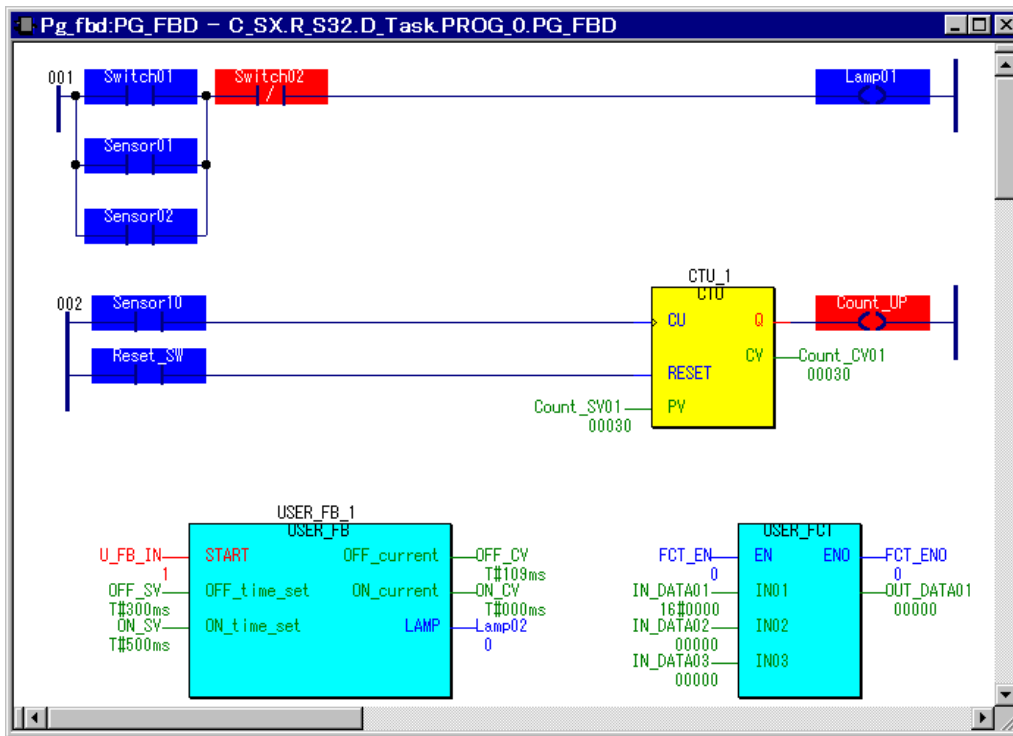 Pg_fbd:PG_FBD – C_SX.R_S32.D_Task.PROG_0.PG_FBD
001 Switch01 Switch02 Lamp01
/
Sensor01
Sensor02
CTU_1
002 Sensor10 CTU Count_UP
CU Q
Reset_SW CV Count_CV01
RESET 00030
Count_SV01 PV
00030
USER_FB_1
USER_FB USER_FCT
U_FB_IN START OFF_current OFF_CV FCT_EN EN ENO FCT_ENO
1 T#109ms 0 0
OFF_SV OFF_time_set ON_current ON_CV IN_DATA01 IN01 OUT_DATA01
T#300ms T#000ms 16#0000 00000
ON_SV ON_time_set LAMP Lamp02 IN_DATA02 IN02
T#500ms 0 00000
IN_DATA03 IN03
00000